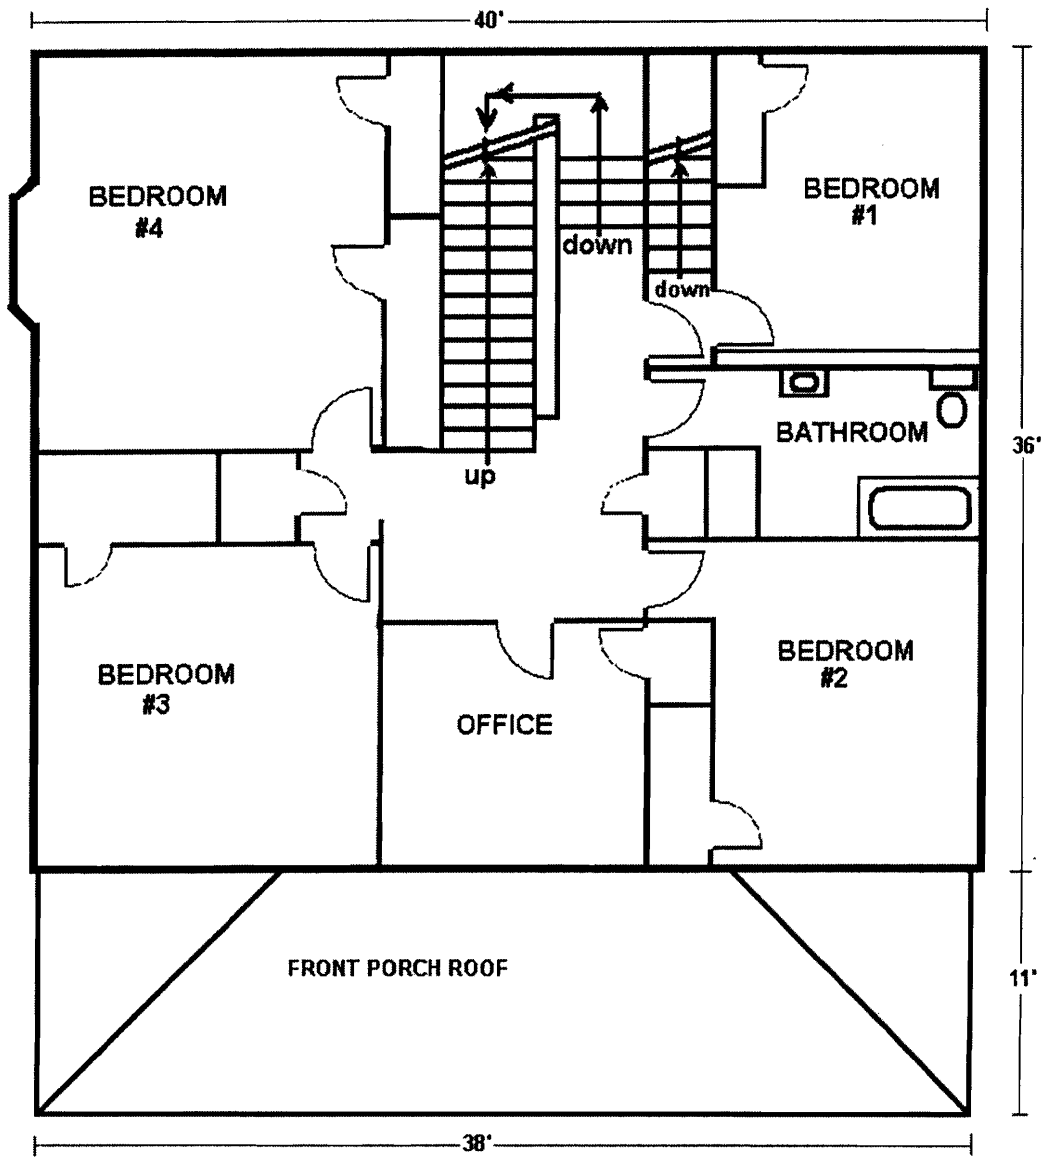 40'
BEDROOM
#4
BEDROOM
#1
down
down
BATHROOM
36'
up
BEDROOM
#3
BEDROOM
#2
OFFICE
FRONT PORCH ROOF
11'
38'